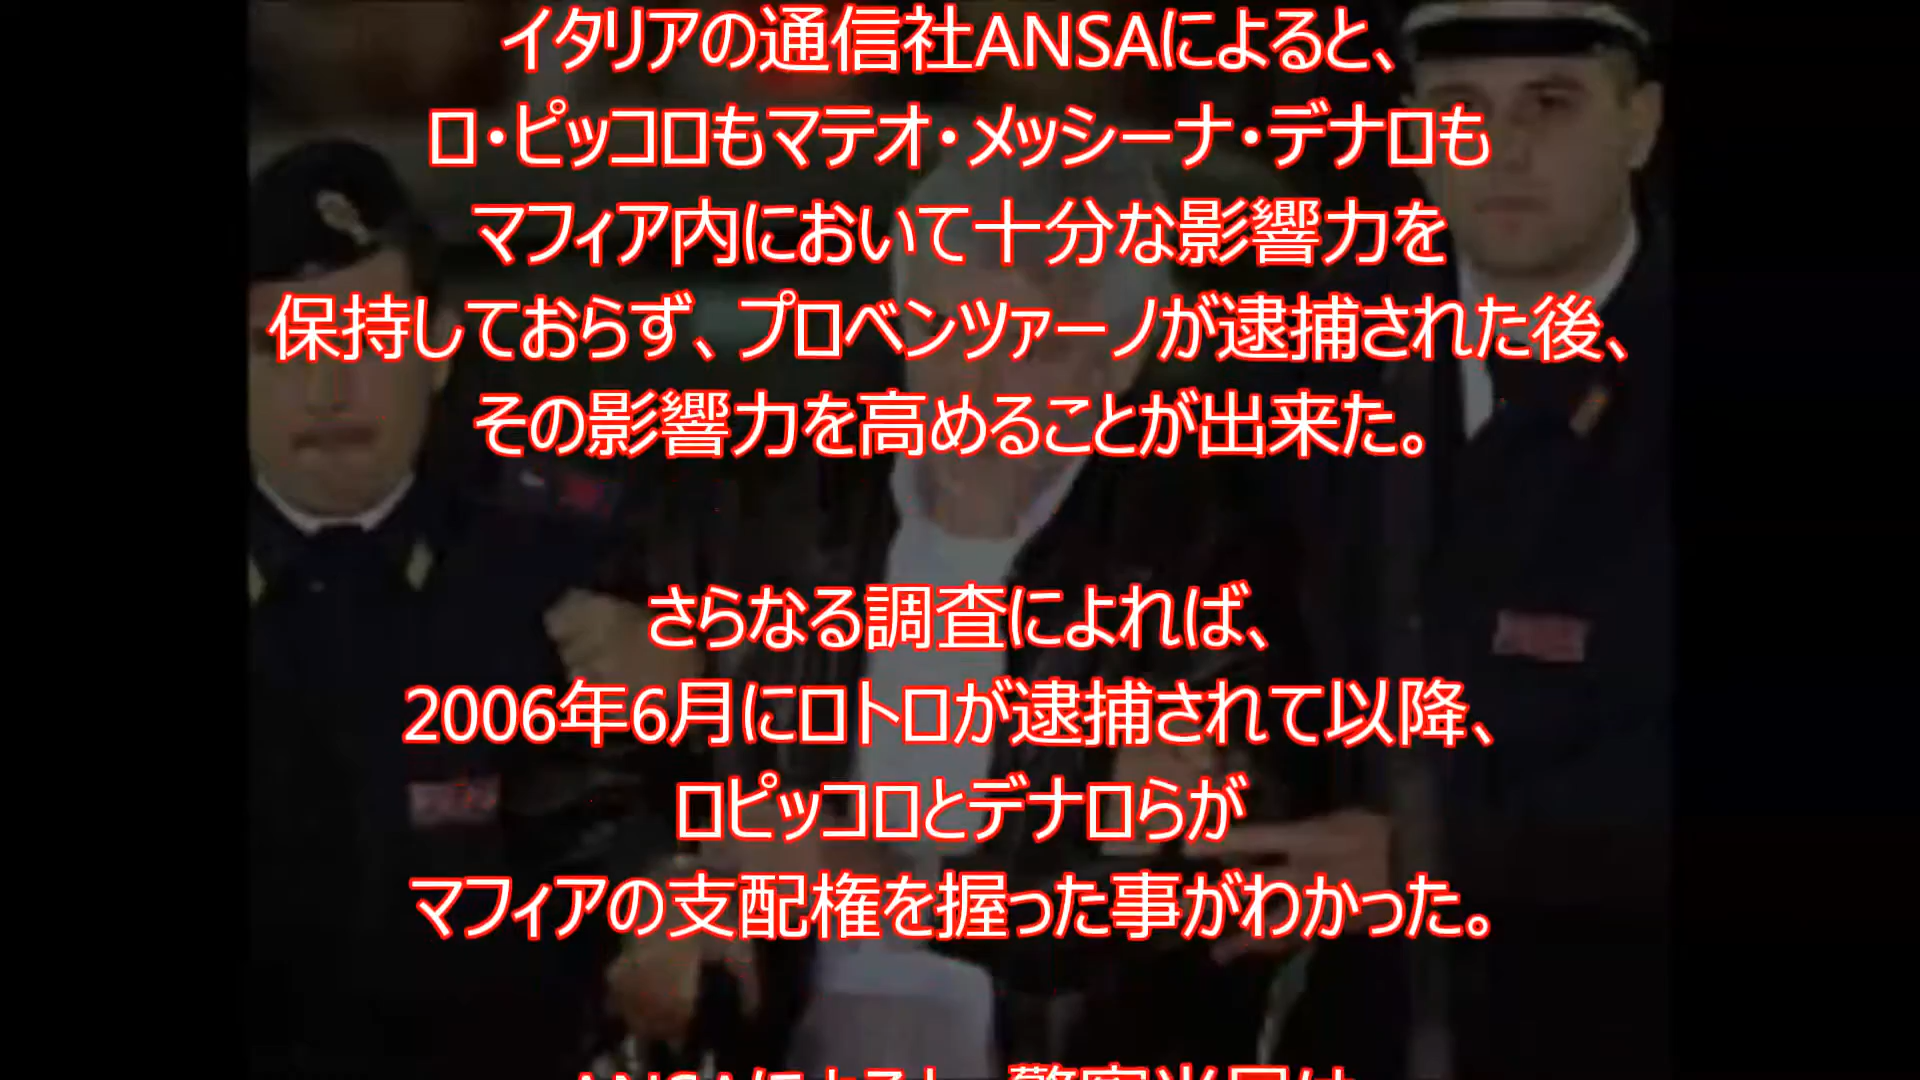 イタリアの通信社ANSAによると、
ロ・ピッコロもマテオ・メッシーナ・デナロも
マフィア内において十分な影響力を
保持しておらず、プロベンツァーノが逮捕された後、
その影響力を高めることが出来た。
さらなる調査によれば、
2006年6月にロトロが逮捕されて以降、
ロピッコロとデナロらが
マフィアの支配権を握った事がわかった。